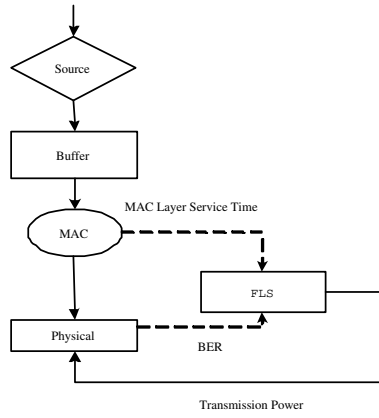 Source
Buffer
MAC Layer Service Time
MAC
FLS
Physical
BER
Transmission Power